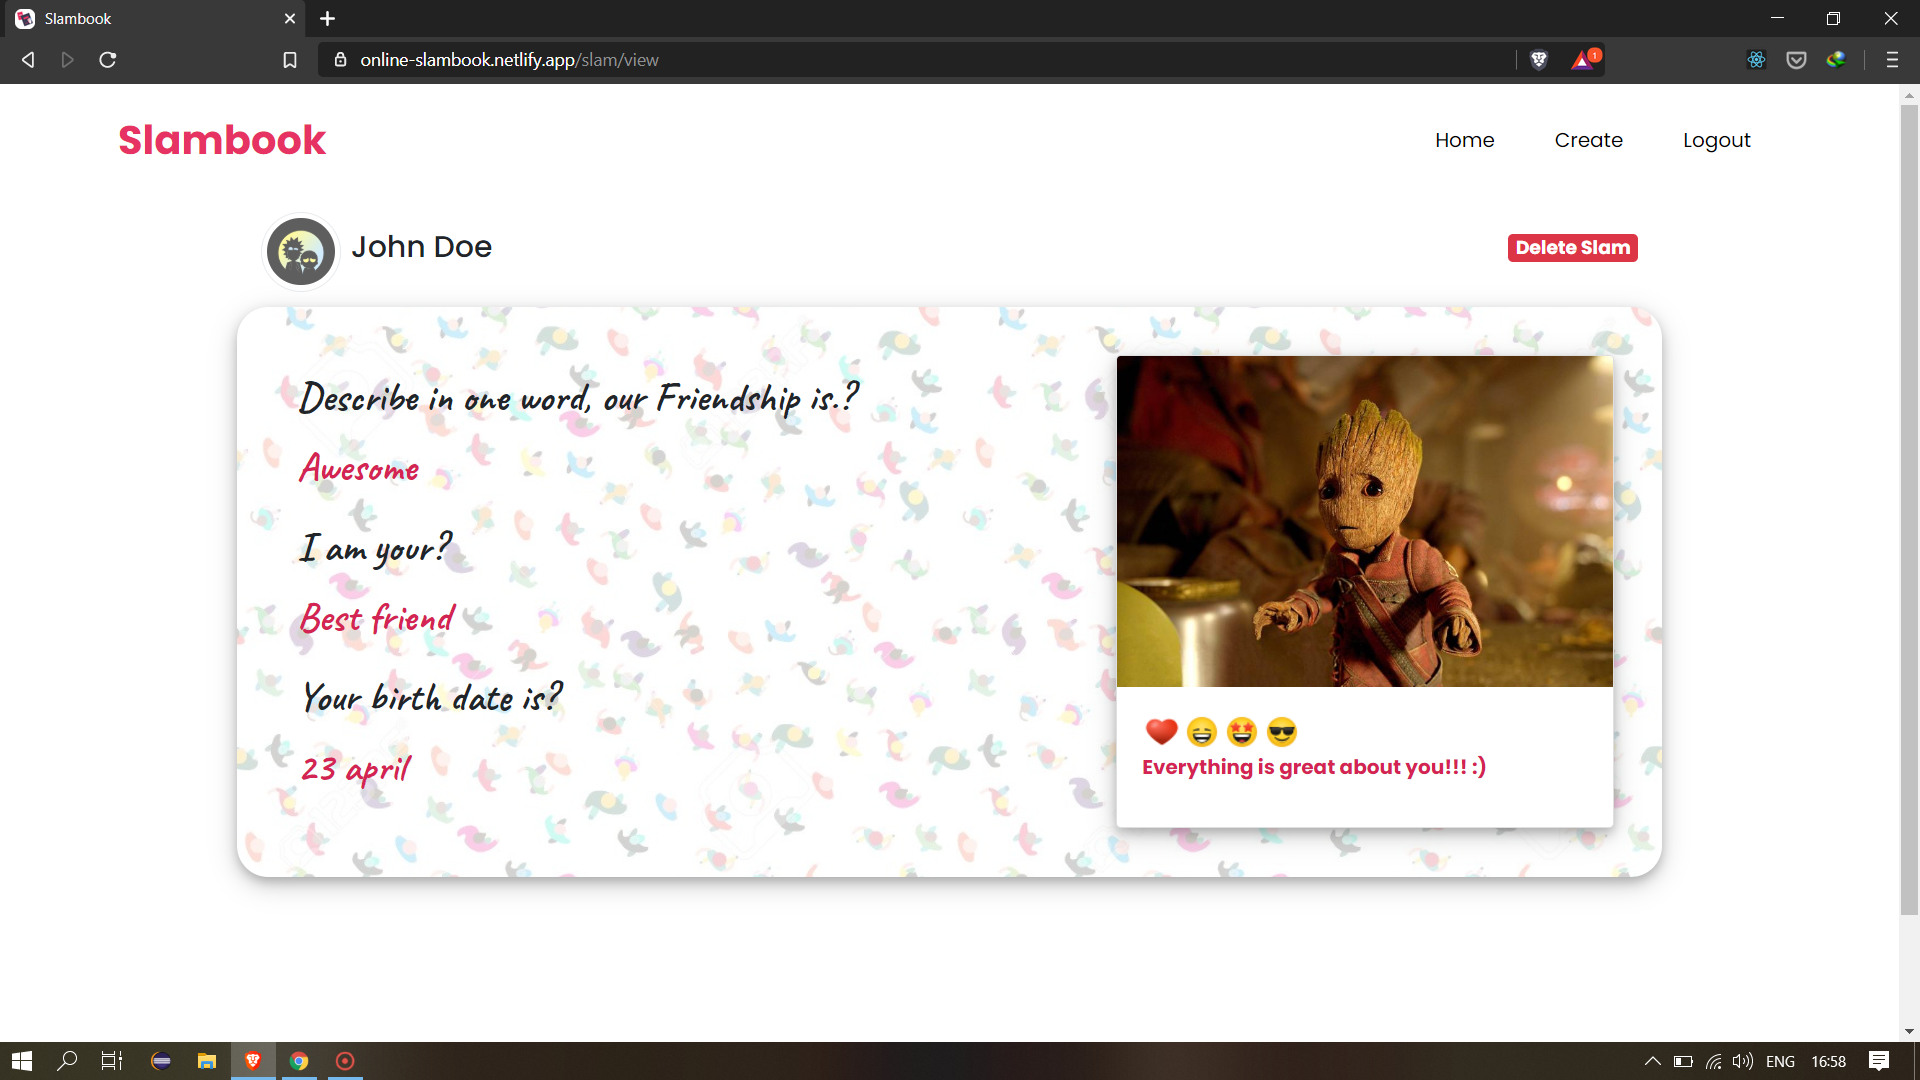 Slambook
online-slambook.netlify.app/slam/view
1
Slambook
Home
Create
Logout
John Doe
Delete Slam
Describe in one word, our Friendship is.?
Awesome
I am your?
Best friend
Your birth date is?
23 april
Everything is great about you!!! :)
ENG
16:58